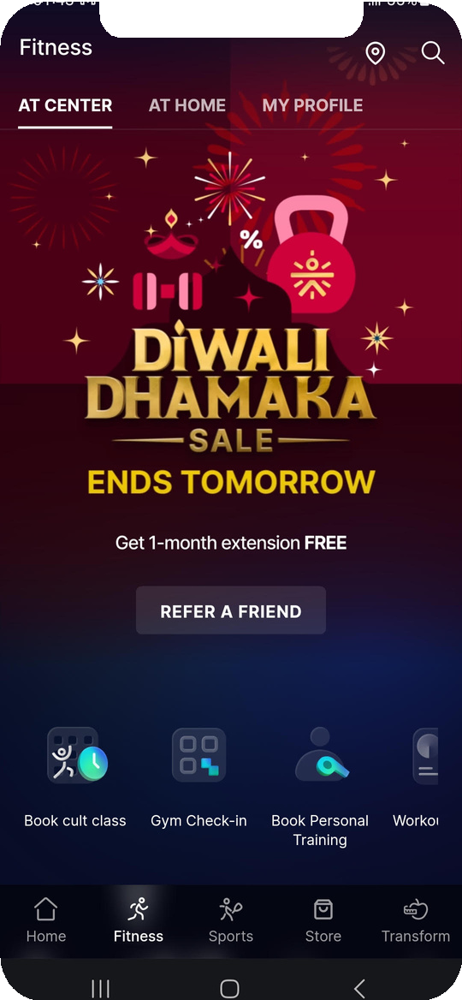 Fitness
AT CENTER
AT HOME
MY PROFILE
%
DiWALI
DHAMAKA
SALE
ENDS TOMORROW
Get 1-month extension FREE
REFER A FRIEND
Book cult class
Gym Check-in
Book Personal
Training
Home
Fitness
Sports
Store
Transform